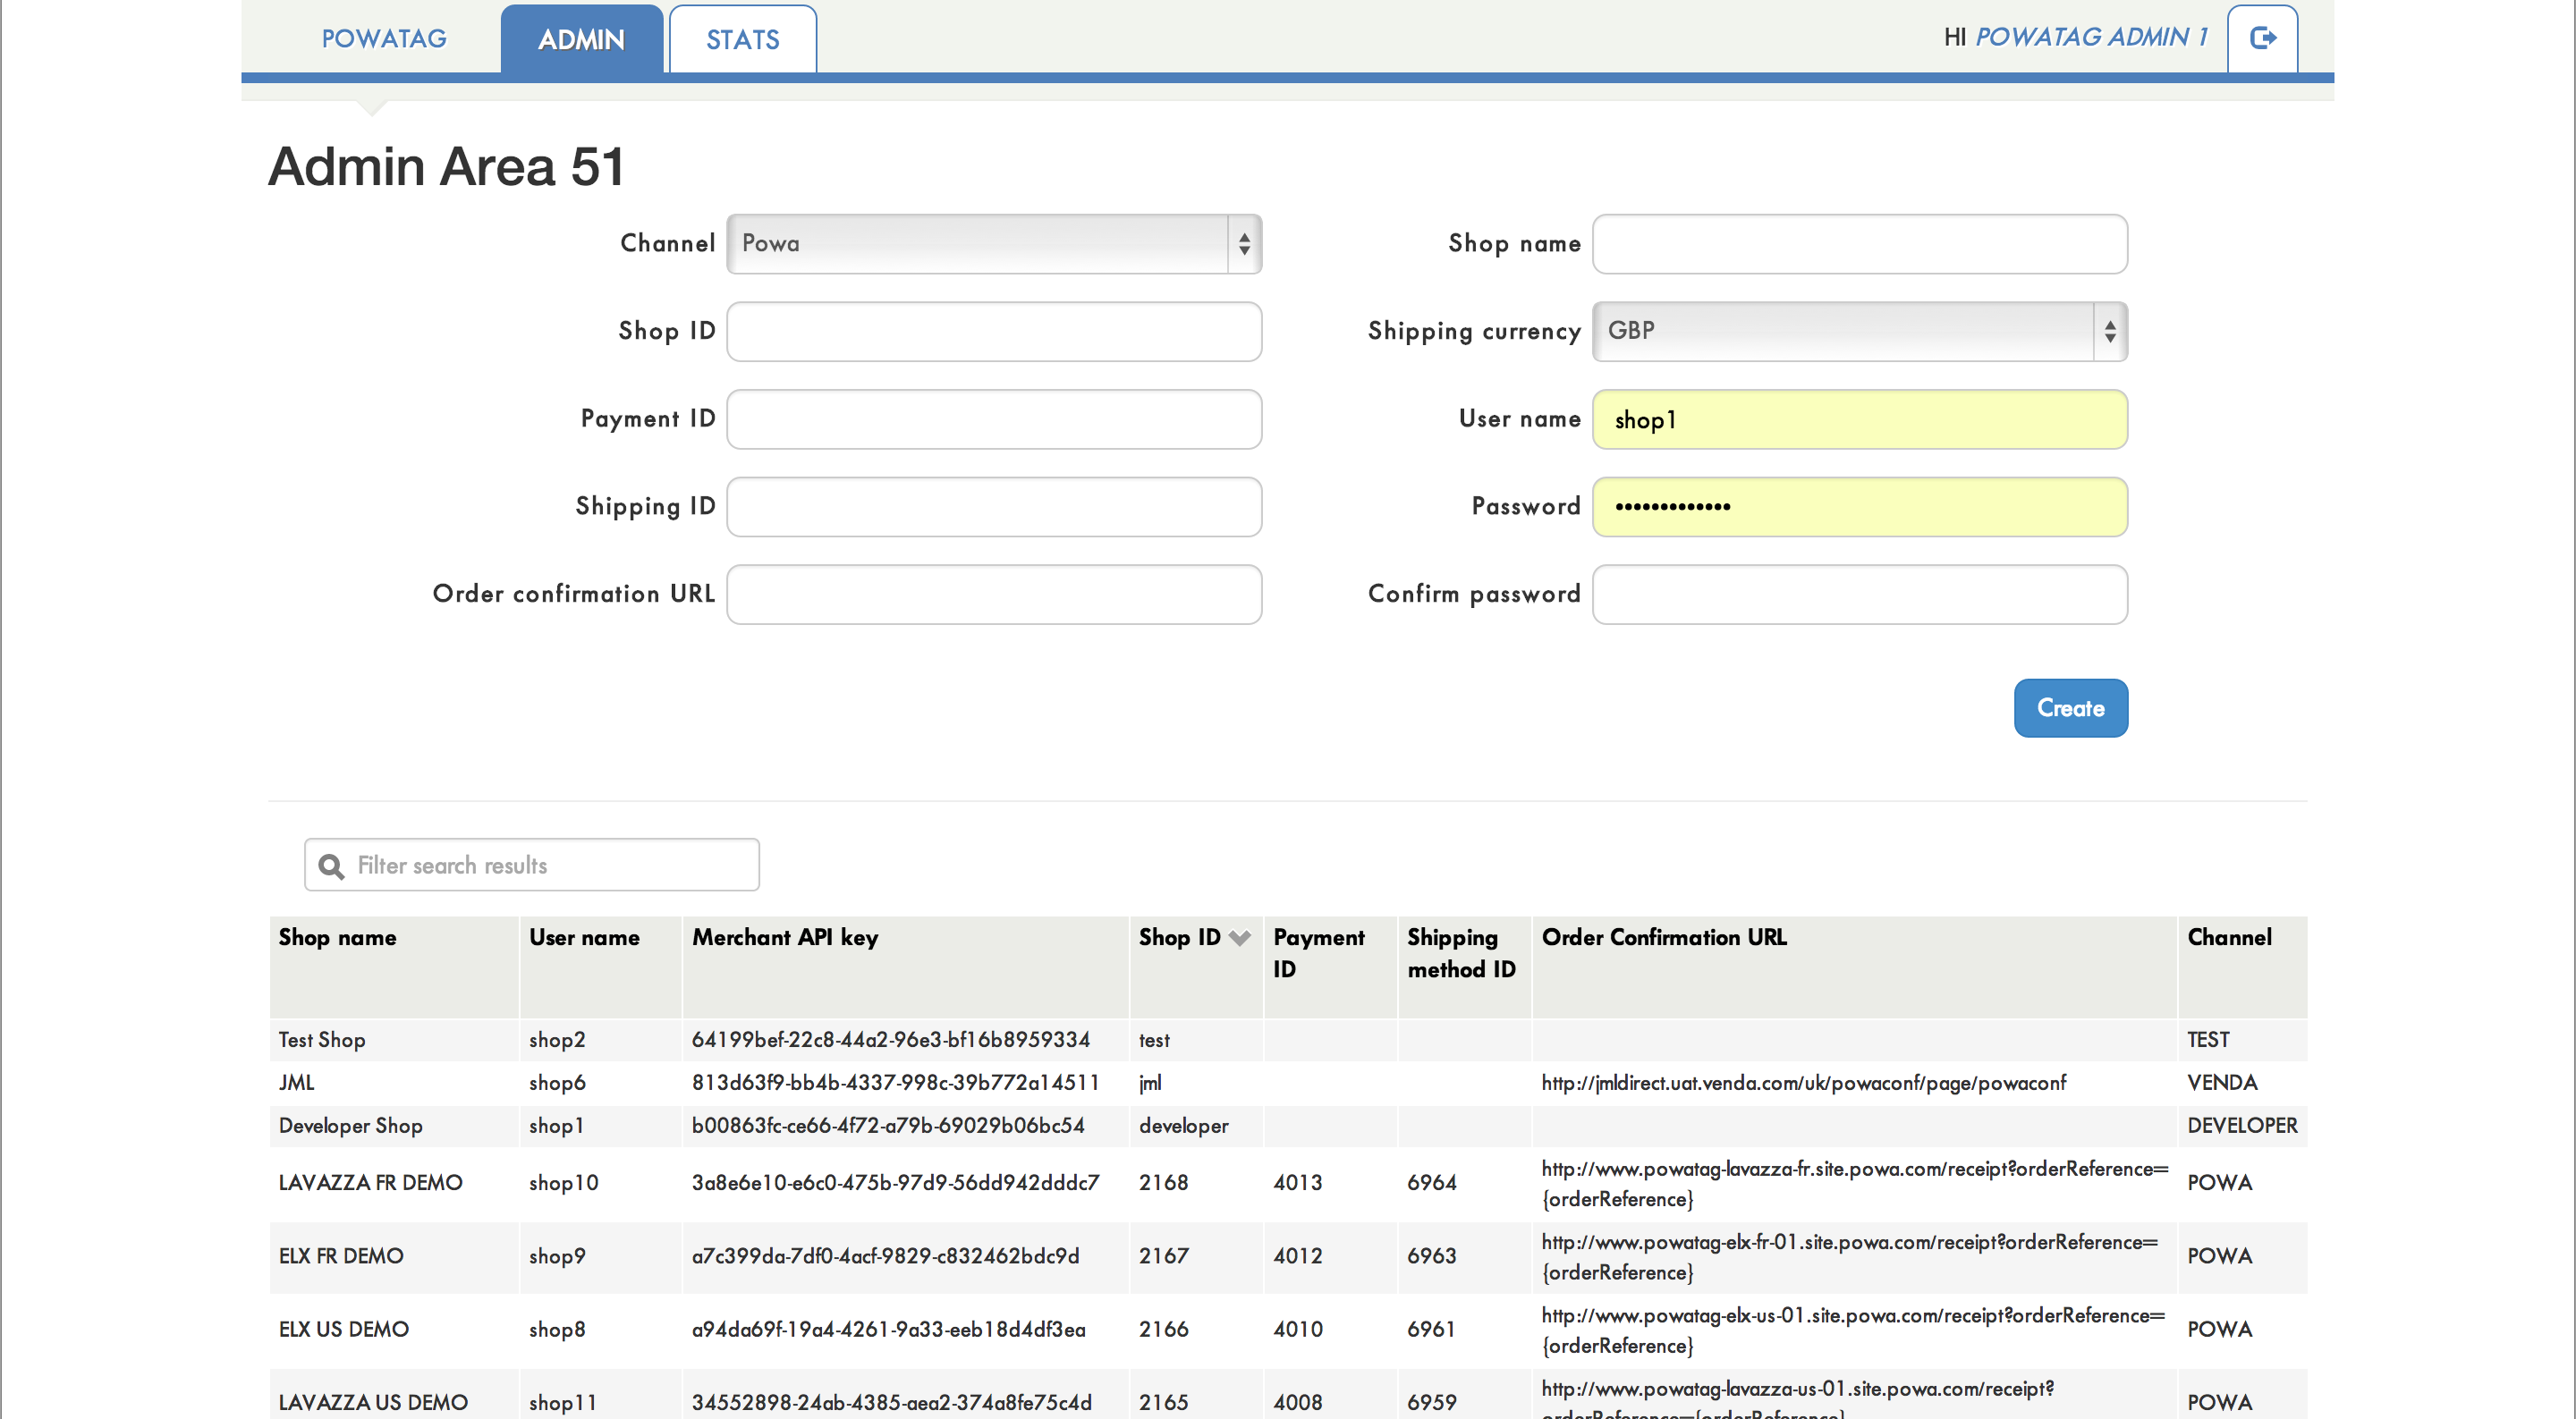 POWATAG ADMIN STATS HI POWATAG ADMIN 1
Admin Area 51
Channel Powa Shop name
Shop ID Shipping currency GBP
Payment ID User name shop1
Shipping ID Password •••••••••••••
Order confirmation URL Confirm password
Create
Filter search results
Shop name User name Merchant API key Shop ID Payment Shipping Order Confirmation URL Channel
ID method ID
Test Shop shop2 64199bef-22c8-44a2-96e3-bf16b8959334 test TEST
JML shop6 813d63f9-bb4b-4337-998c-39b772a14511 jml http://jmldirect.uat.venda.com/uk/powaconf/page/powaconf VENDA
Developer Shop shop1 b00863fc-ce66-4f72-a79b-69029b06bc54 developer DEVELOPER
LAVAZZA FR DEMO shop10 3a8e6e10-e6c0-475b-97d9-56dd942dddc7 2168 4013 6964 http://www.powatag-lavazza-fr.site.powa.com/receipt?orderReference= POWA
{orderReference}
ELX FR DEMO shop9 a7c399da-7df0-4acf-9829-c832462bdc9d 2167 4012 6963 http://www.powatag-elx-fr-01.site.powa.com/receipt?orderReference= POWA
{orderReference}
ELX US DEMO shop8 a94da69f-19a4-4261-9a33-eeb18d4df3ea 2166 4010 6961 http://www.powatag-elx-us-01.site.powa.com/receipt?orderReference= POWA
{orderReference}
LAVAZZA US DEMO shop11 34552898-24ab-4385-aea2-374a8fe75c4d 2165 4008 6959 http://www.powatag-lavazza-us-01.site.powa.com/receipt? POWA
orderReference={orderReference}